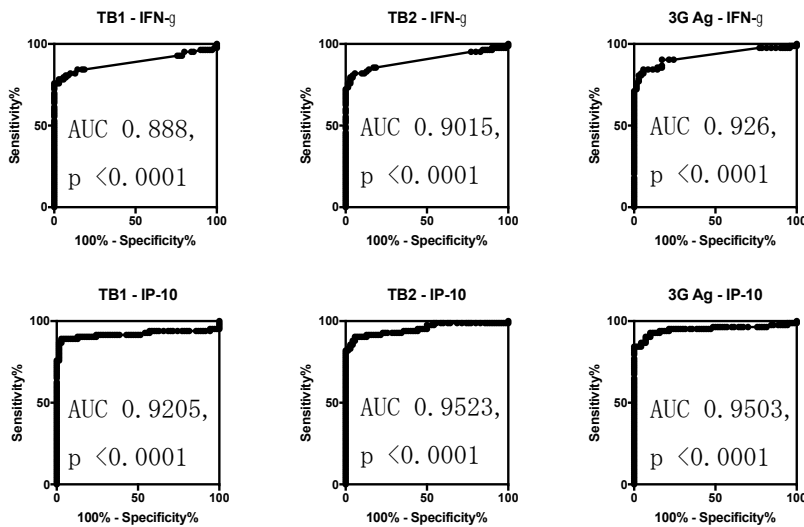 TB1 - IFN-g
100
50
0
Sensitivity%
AUC 0.888,
p <0.0001
0 50 100
100% - Specificity%
TB2 - IFN-g
100
50
0
Sensitivity%
AUC 0.9015,
p <0.0001
0 50 100
100% - Specificity%
3G Ag - IFN-g
100
50
0
Sensitivity%
AUC 0.926,
p <0.0001
0 50 100
100% - Specificity%
TB1 - IP-10
100
50
0
Sensitivity%
AUC 0.9205,
p <0.0001
0 50 100
100% - Specificity%
TB2 - IP-10
100
50
0
Sensitivity%
AUC 0.9523,
p <0.0001
0 50 100
100% - Specificity%
3G Ag - IP-10
100
50
0
Sensitivity%
AUC 0.9503,
p <0.0001
0 50 100
100% - Specificity%